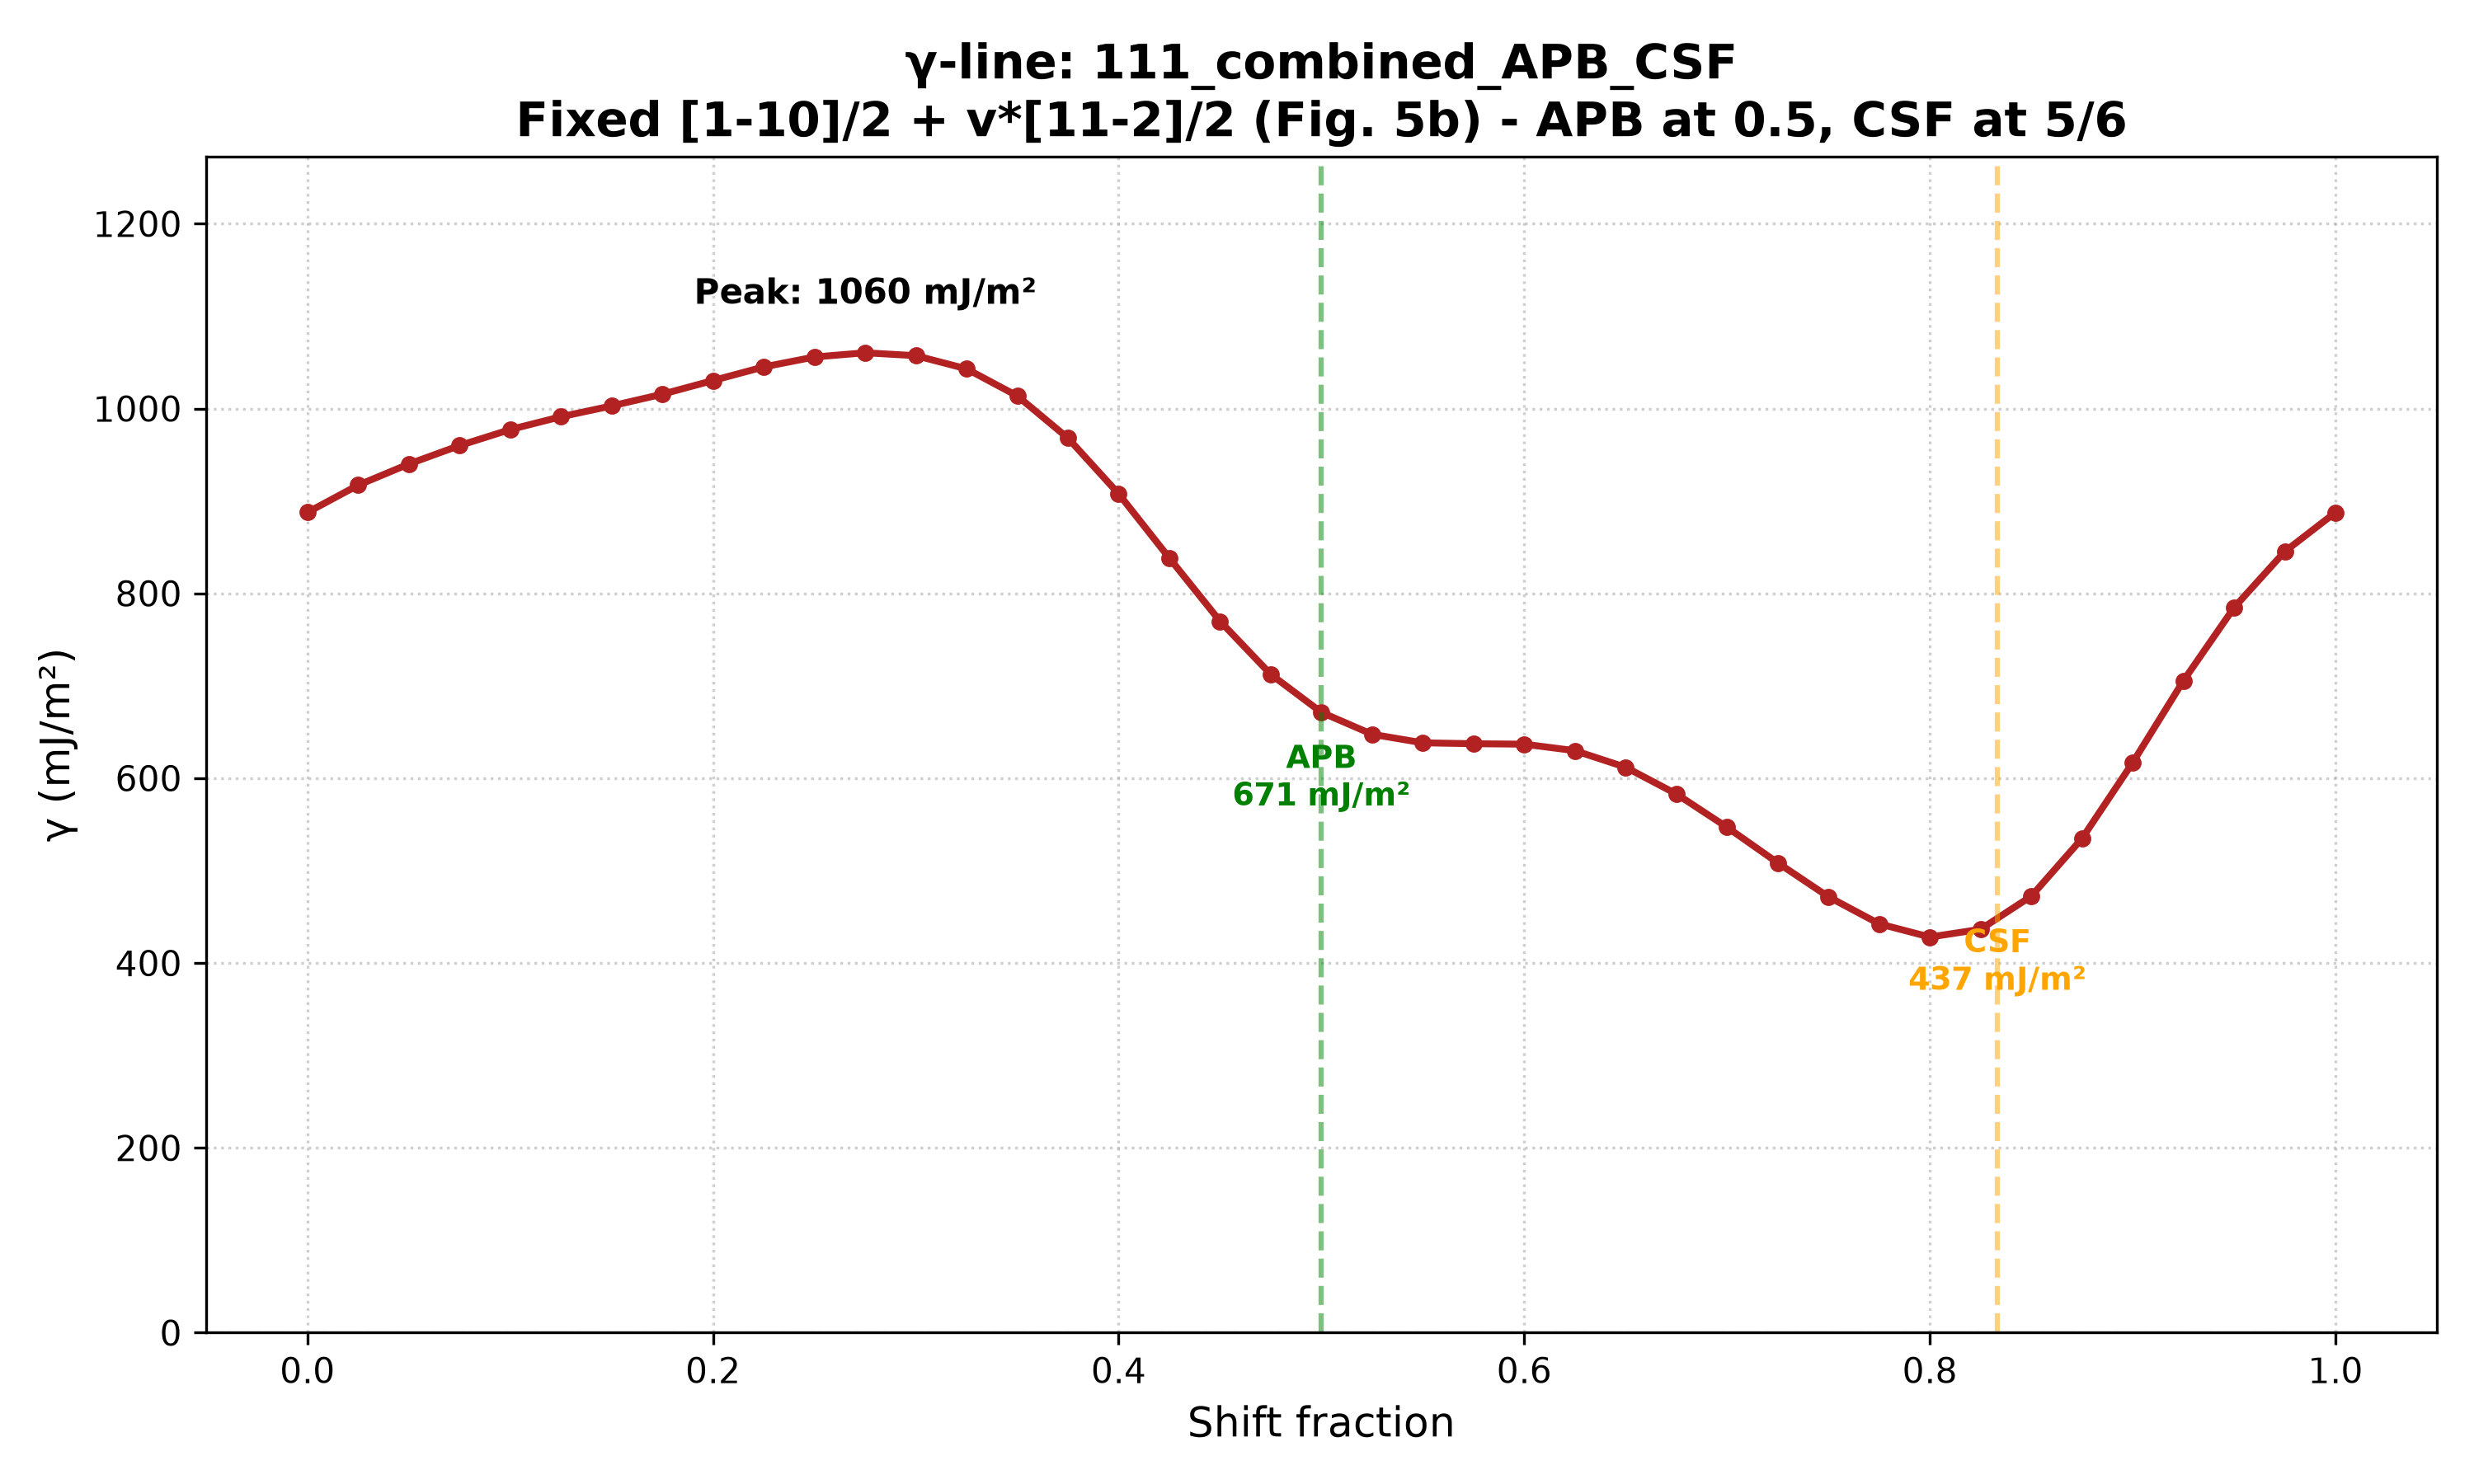 γ-line: 111_combined_APB_CSF
Fixed [1-10]/2 + v*[11-2]/2 (Fig. 5b) - APB at 0.5, CSF at 5/6
1200
1000
800
600
400
200
0
γ (mJ/m²)
Peak: 1060 mJ/m²
APB
671 mJ/m²
CSF
437 mJ/m²
0.0
0.2
0.4
0.6
0.8
1.0
Shift fraction